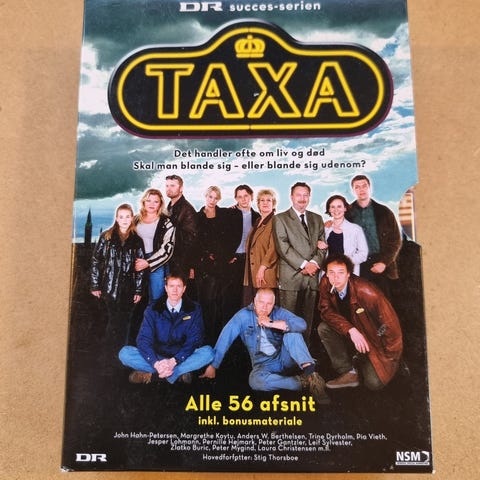 DR succes-serien
TAXA
Det handler ofte om liv og død
Skal man blande sig – eller blande sig udenom?
Alle 56 afsnit
inkl. bonusmateriale
John Hahn-Petersen, Margrethe Koytu, Anders W. Berthelsen, Trine Dyrholm, Pia Vieth,
Jesper Lohmann, Pernille Højmark, Peter Gantzler, Leif Sylvester,
Zlatko Buric, Peter Mygind, Laura Christensen m.fl.
Hovedforfatter: Stig Thorsboe
DR
NSM